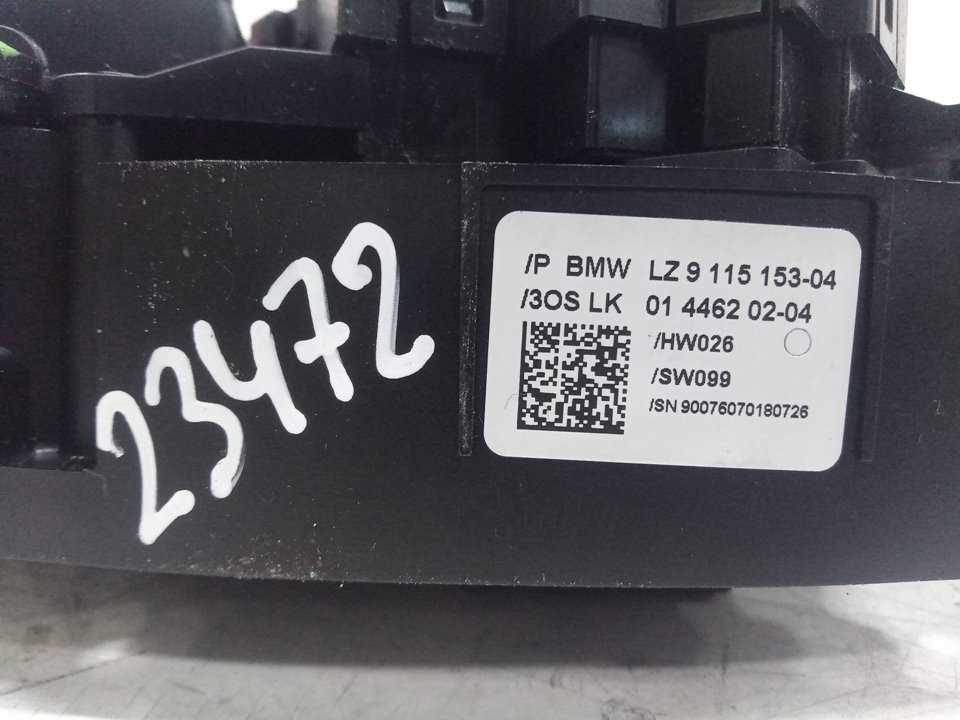 23472
/P BMW LZ 9 115 153-04
/3OS LK 01 4462 02-04
/HW026
/SW099
/SN 90076070180726